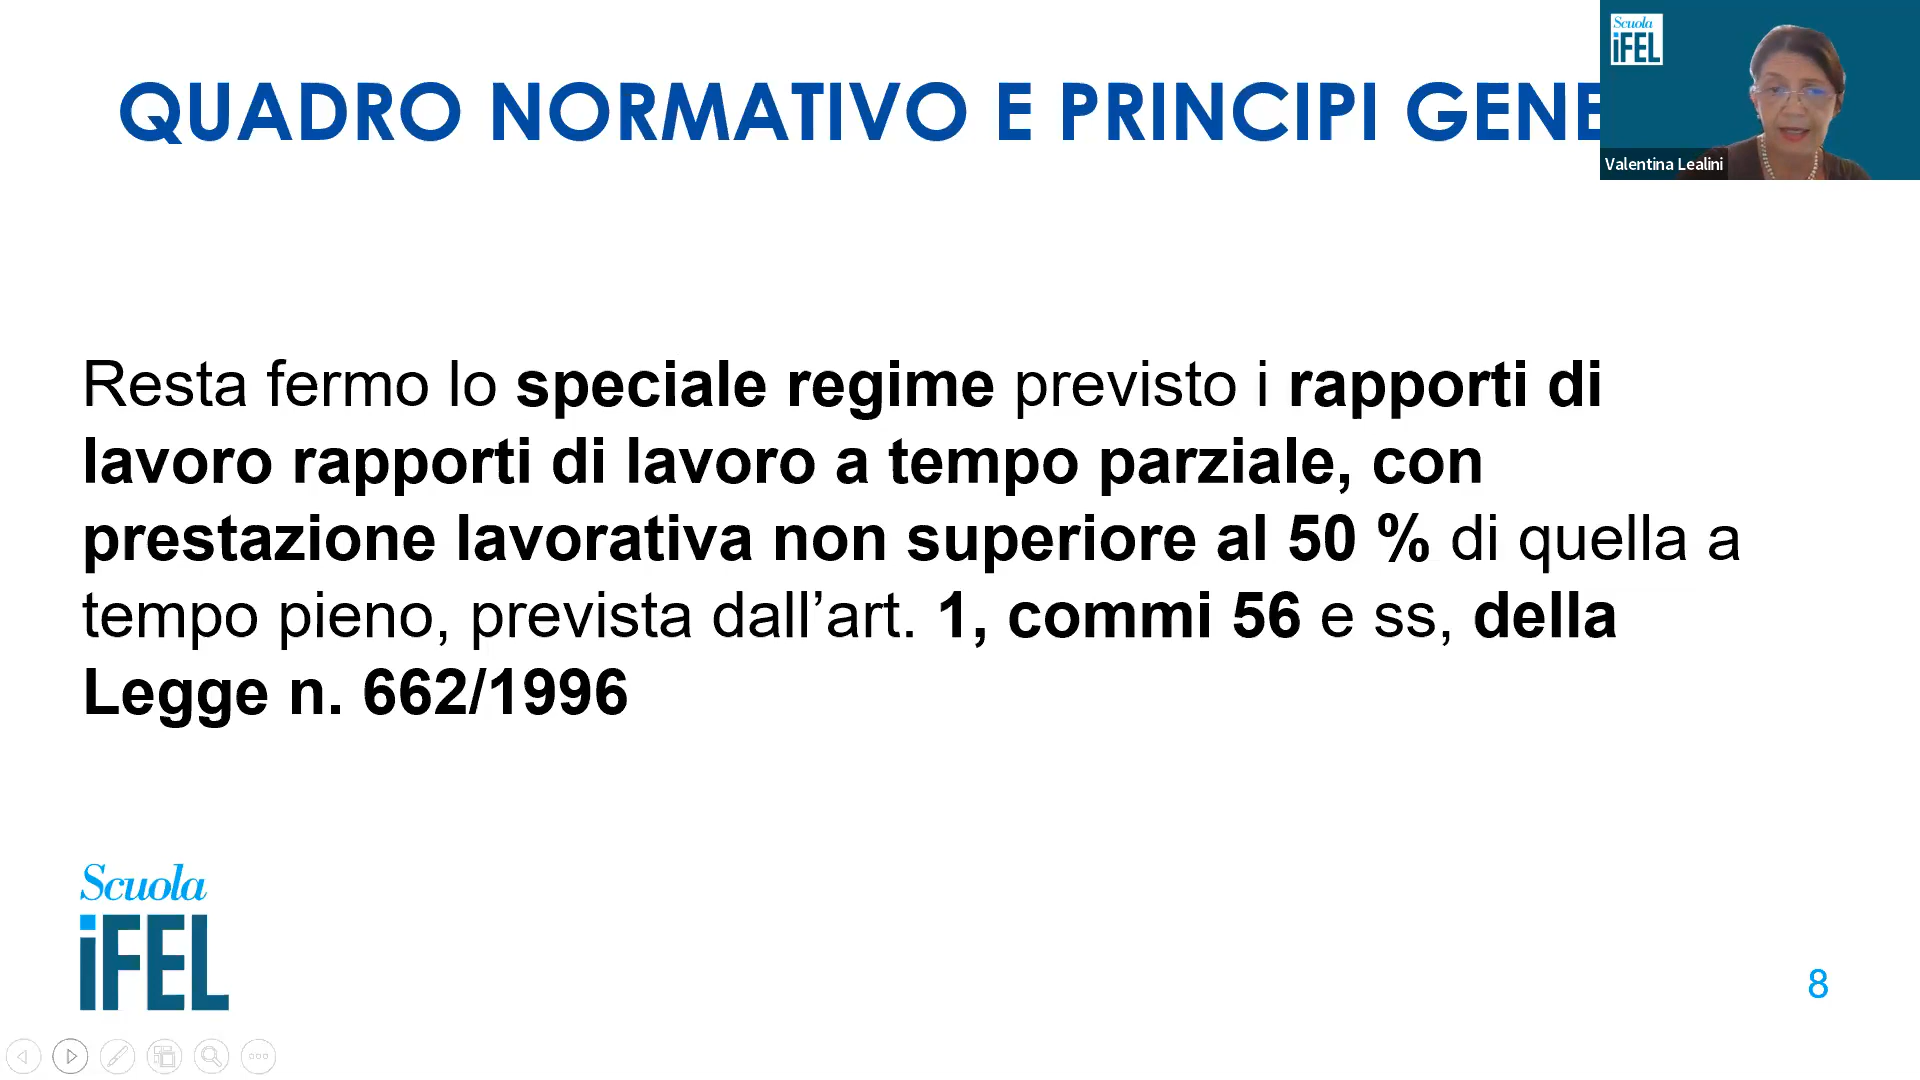 QUADRO NORMATIVO E PRINCIPI GENE
Scuola
iFEL
Valentina Lealini
Resta fermo lo speciale regime previsto i rapporti di
lavoro rapporti di lavoro a tempo parziale, con
prestazione lavorativa non superiore al 50 % di quella a
tempo pieno, prevista dall’art. 1, commi 56 e ss, della
Legge n. 662/1996
Scuola
iFEL
8